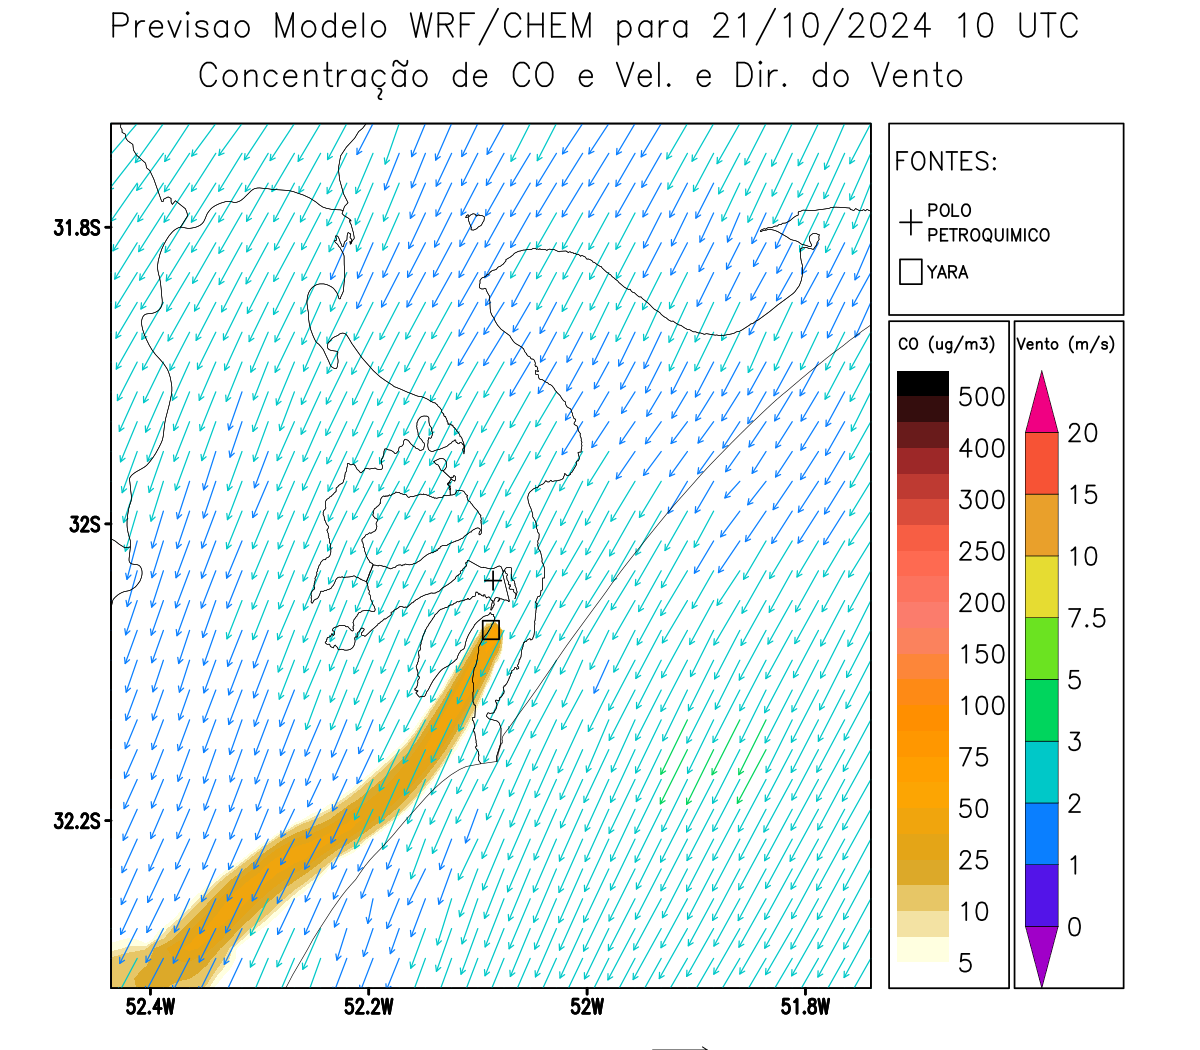 Previsao Modelo WRF/CHEM para 21/10/2024 10 UTC
Concentração de CO e Vel. e Dir. do Vento
FONTES:
POLO
PETROQUIMICO
YARA
31.8S
32S
32.2S
52.4W
52.2W
52W
51.8W
CO (ug/m3)
500
400
300
250
200
150
100
75
50
25
10
5
Vento (m/s)
20
15
10
7.5
5
3
2
1
0